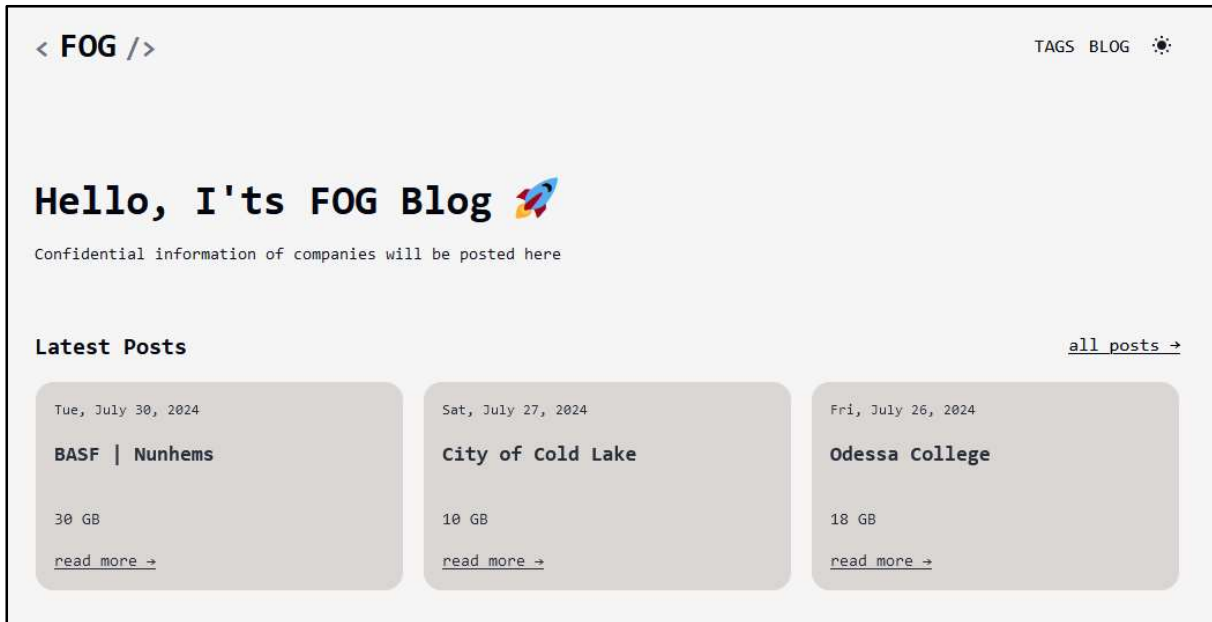 < FOG />
TAGS BLOG
Hello, I'ts FOG Blog 🚀
Confidential information of companies will be posted here
Latest Posts
all posts →
Tue, July 30, 2024
BASF | Nunhems
30 GB
read more →
Sat, July 27, 2024
City of Cold Lake
10 GB
read more →
Fri, July 26, 2024
Odessa College
18 GB
read more →